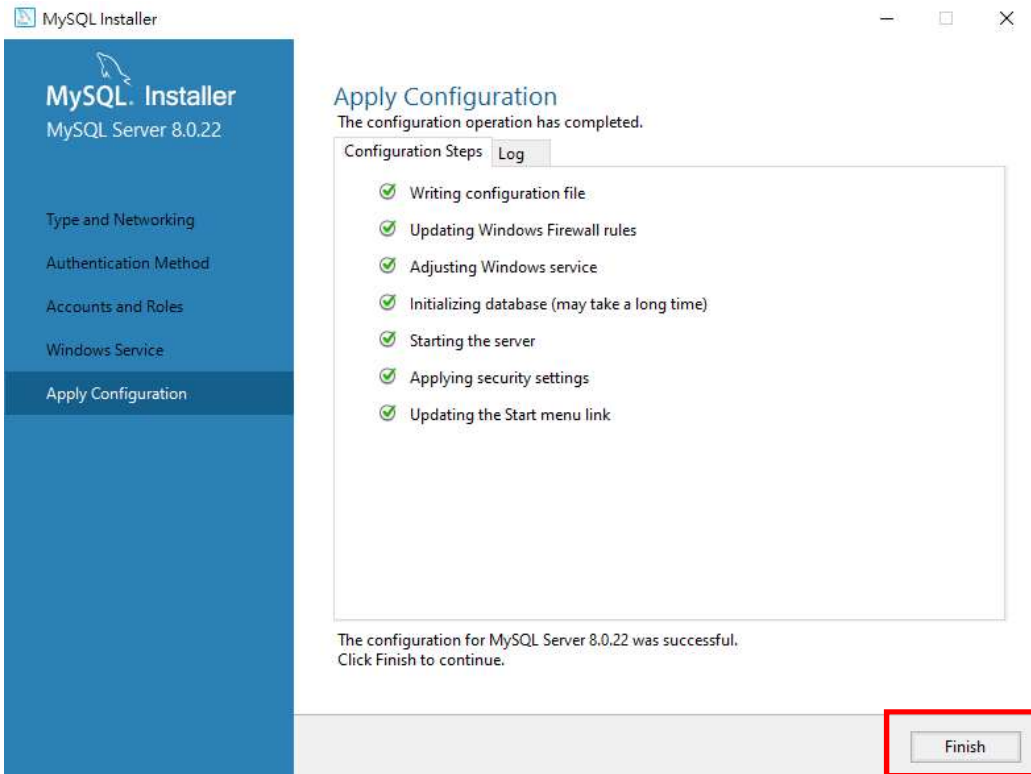 MySQL Installer
MySQL. Installer
MySQL Server 8.0.22
Type and Networking
Authentication Method
Accounts and Roles
Windows Service
Apply Configuration
Apply Configuration
The configuration operation has completed.
Configuration Steps
Log
Writing configuration file
Updating Windows Firewall rules
Adjusting Windows service
Initializing database (may take a long time)
Starting the server
Applying security settings
Updating the Start menu link
The configuration for MySQL Server 8.0.22 was successful.
Click Finish to continue.
Finish